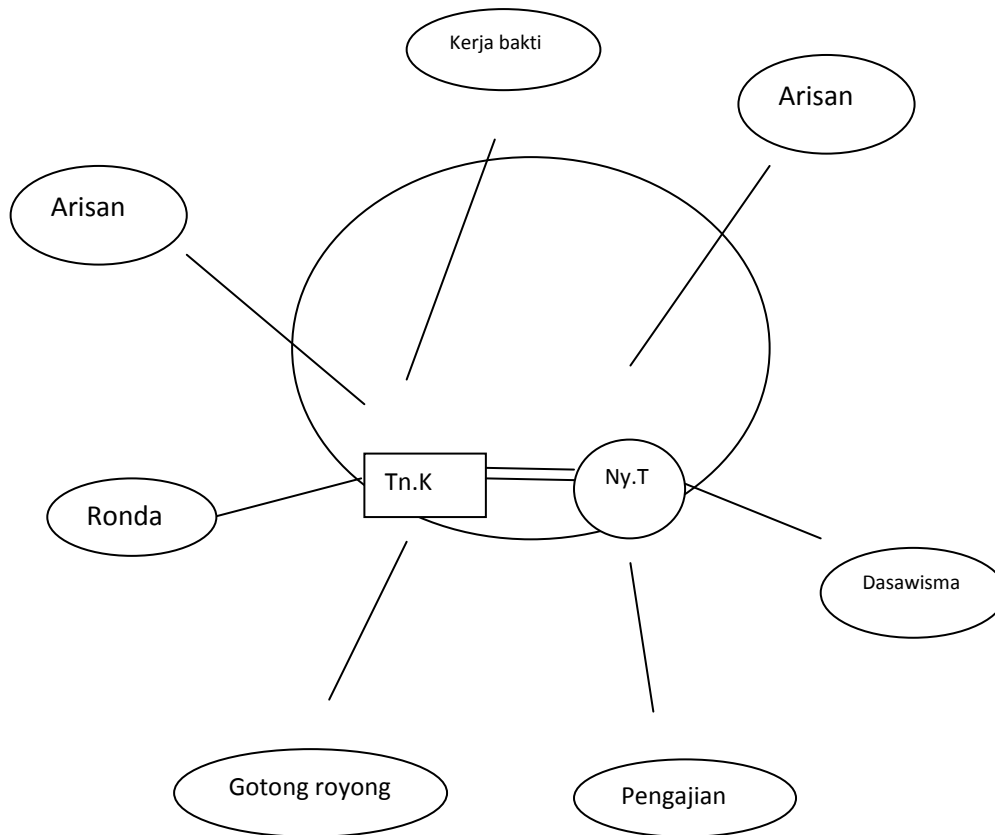 Kerja bakti
Arisan
Arisan
Tn.K
Ny.T
Ronda
Dasawisma
Gotong royong
Pengajian